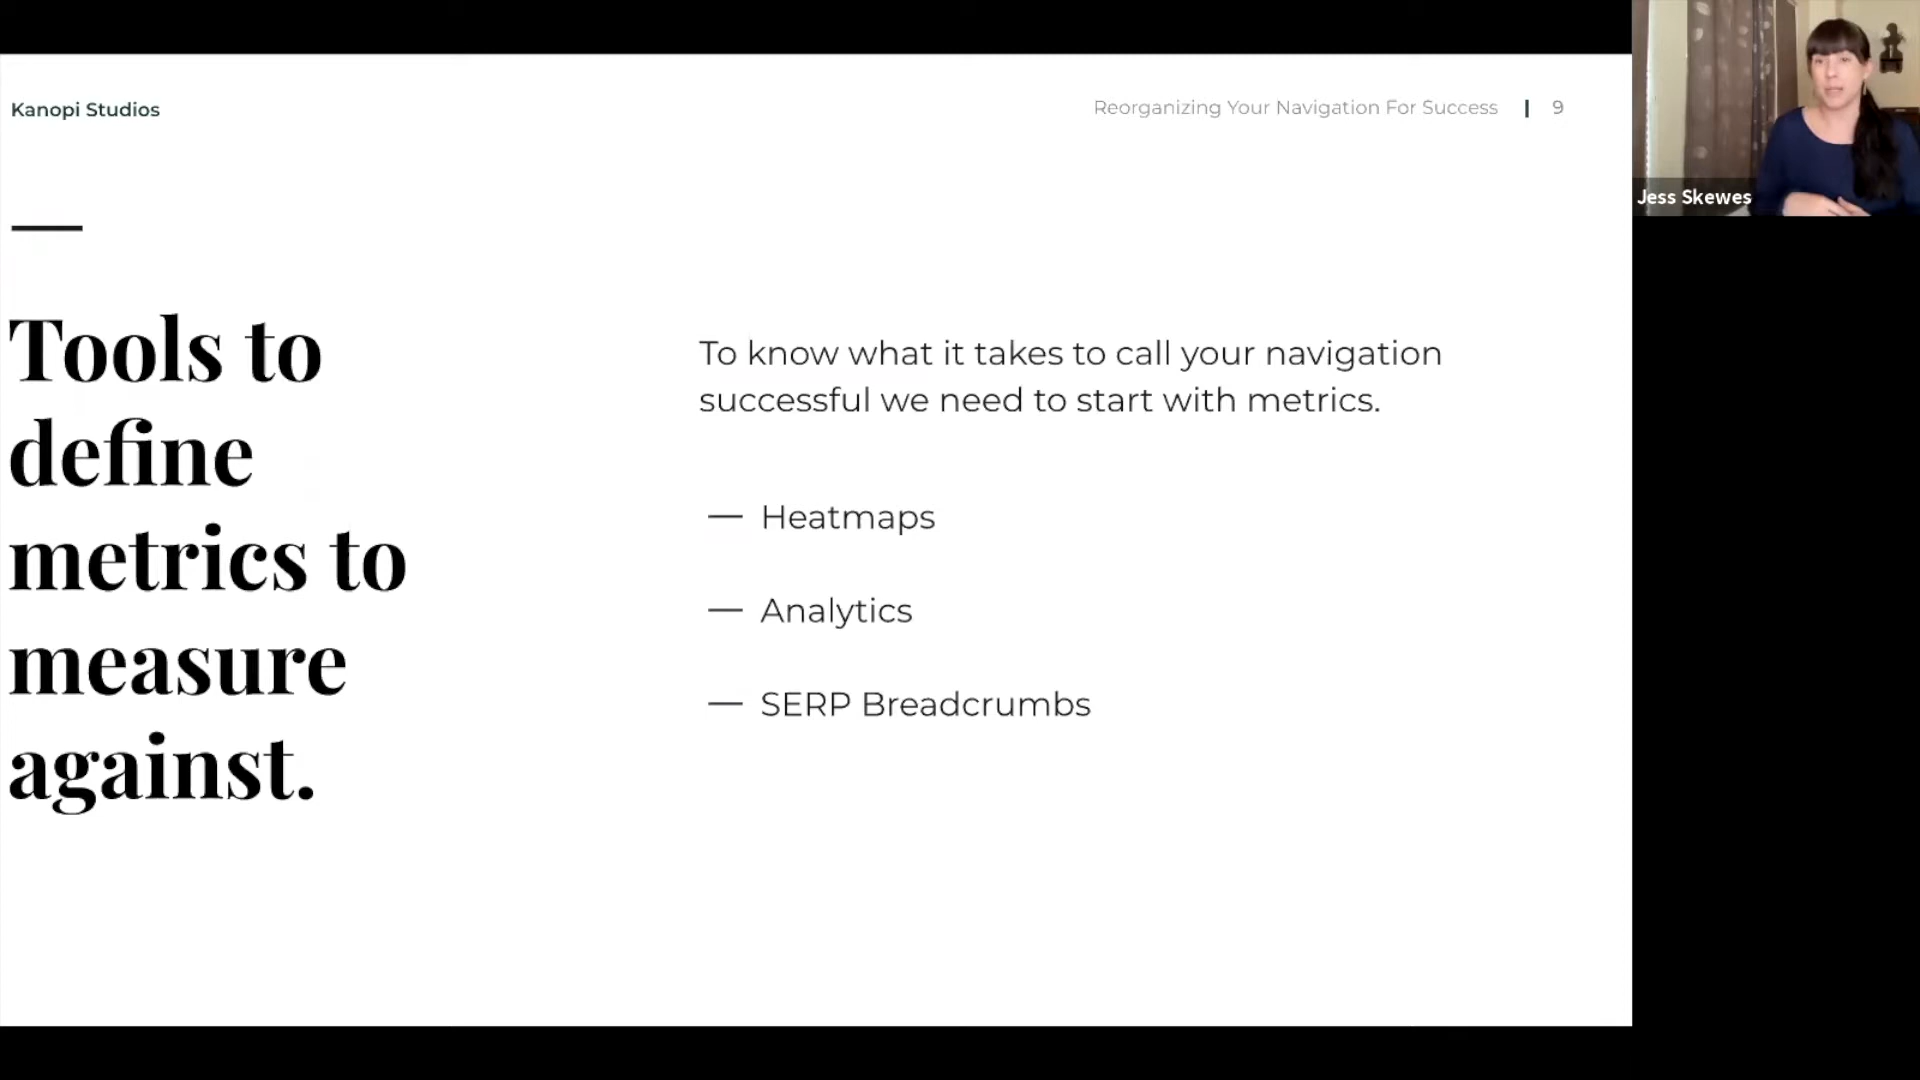 Kanopi Studios
Reorganizing Your Navigation For Success | 9
Tools to
define
metrics to
measure
against.
To know what it takes to call your navigation
successful we need to start with metrics.
— Heatmaps
— Analytics
— SERP Breadcrumbs
Jess Skewes